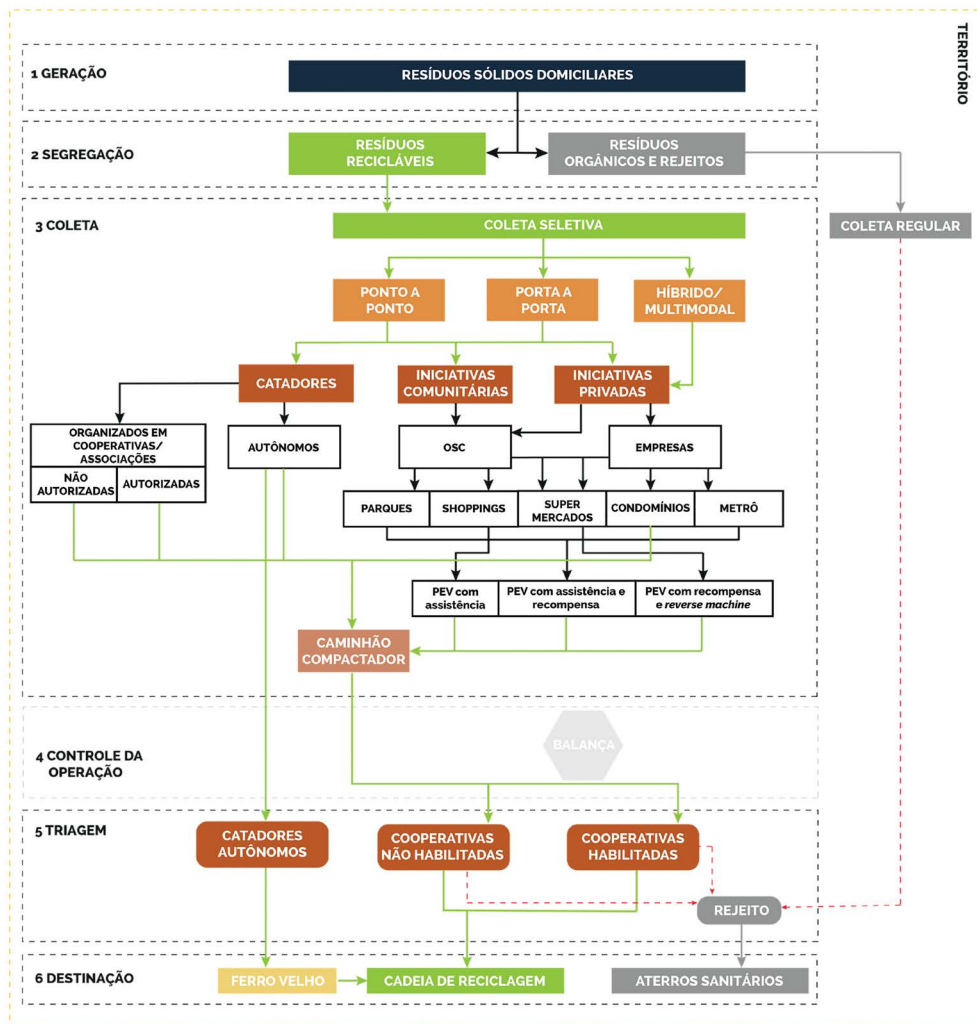 TERRITÓRIO
1 GERAÇÃO
RESÍDUOS SÓLIDOS DOMICILIARES
2 SEGREGAÇÃO
RESÍDUOS
RECICLÁVEIS
RESÍDUOS
ORGÂNICOS E REJEITOS
3 COLETA
COLETA SELETIVA
COLETA REGULAR
PONTO A
PONTO
PORTA A
PORTA
HÍBRIDO/
MULTIMODAL
CATADORES
INICIATIVAS
COMUNITÁRIAS
INICIATIVAS
PRIVADAS
ORGANIZADOS EM
COOPERATIVAS/
ASSOCIAÇÕES
NÃO
AUTORIZADAS
AUTORIZADAS
AUTÔNOMOS
OSC
EMPRESAS
PARQUES
SHOPPINGS
SUPER
MERCADOS
CONDOMÍNIOS
METRÔ
PEV com
assistência
PEV com assistência e
recompensa
PEV com recompensa
e reverse machine
CAMINHÃO
COMPACTADOR
4 CONTROLE DA
OPERAÇÃO
BALANÇA
5 TRIAGEM
CATADORES
AUTÔNOMOS
COOPERATIVAS
NÃO HABILITADAS
COOPERATIVAS
HABILITADAS
REJEITO
6 DESTINAÇÃO
FERRO VELHO
CADEIA DE RECICLAGEM
ATERROS SANITÁRIOS